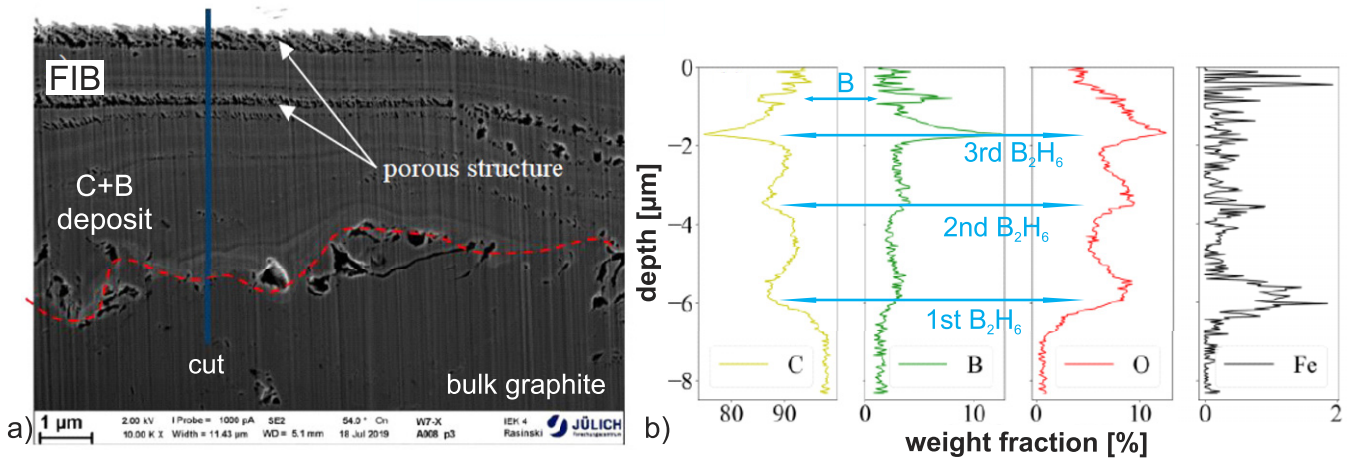 FIB
porous structure
C+B
deposit
cut
bulk graphite
a)
1 µm
2.00 kV I Probe = 1000 pA SE2 54.0 ° On W7-X IEK 4 JÜLICH
10.00 K X Width = 11.43 µm WD = 5.1 mm 18 Jul 2019 A008 p3 Rasinski Forschungszentrum
b)
depth [µm]
0
−2
−4
−6
−8
B
3rd B₂H₆
2nd B₂H₆
1st B₂H₆
C
B
O
Fe
80 90 0 10 0 10 0 2
weight fraction [%]